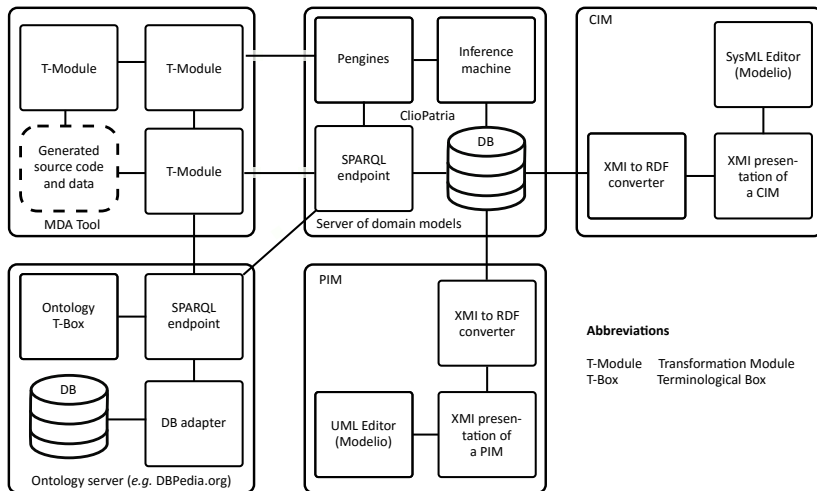 T-Module
T-Module
Generated
source code
and data
T-Module
MDA Tool
Pengines
Inference
machine
ClioPatria
SPARQL
endpoint
DB
Server of domain models
CIM
SysML Editor
(Modelio)
XMI to RDF
converter
XMI presen-
tation of
a CIM
Ontology
T-Box
SPARQL
endpoint
DB
DB adapter
Ontology server (e.g. DBPedia.org)
PIM
XMI to RDF
converter
UML Editor
(Modelio)
XMI presen-
tation of
a PIM
Abbreviations
T-Module Transformation Module
T-Box Terminological Box